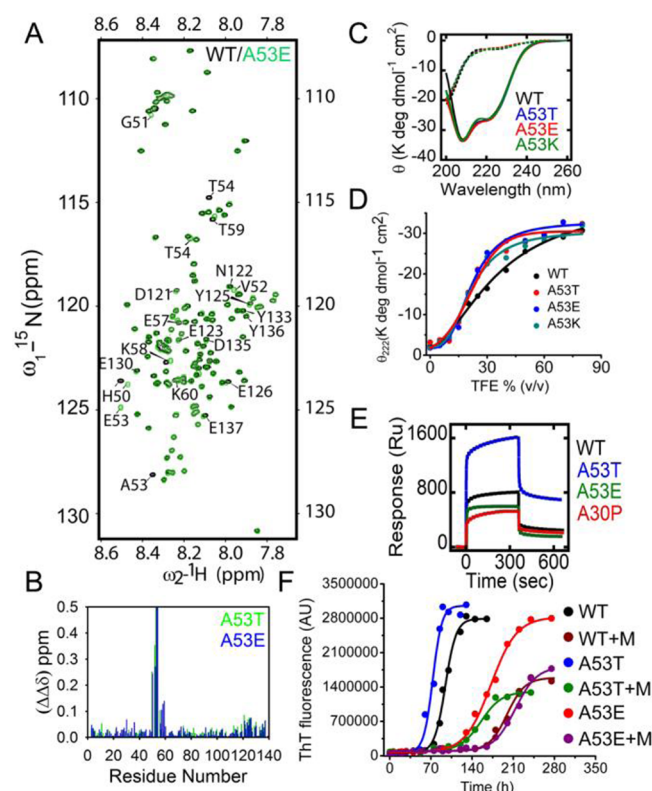 A
8.6 8.4 8.2 8.0 7.8
WT/A53E
110
115
120
125
130
ω1-15N (ppm)
110
115
120
125
130
G51
T54
T59
T54
N122
D121
V52
Y125
E57
Y133
E123
Y136
K58
D135
E130
H50
K60
E126
E53
E137
A53
8.6 8.4 8.2 8.0 7.8
ω2-1H (ppm)
B
(ΔΔδ) ppm
0.5
0.4
0.3
0.2
0.1
0.0
A53T
A53E
0 20 40 60 80 100 120 140
Residue Number
C
θ (K deg dmol-1 cm2)
0
-10
-20
-30
-40
WT
A53T
A53E
A53K
200 220 240 260
Wavelength (nm)
D
θ222(K deg dmol-1 cm2)
-30
-20
-10
0
WT
A53T
A53E
A53K
0 20 40 60 80
TFE % (v/v)
E
Response (Ru)
1600
800
0
WT
A53T
A53E
A30P
0 300 600
Time (sec)
F
ThT fluorescence (AU)
3500000
2800000
2100000
1400000
700000
0
WT
WT+M
A53T
A53T+M
A53E
A53E+M
0 70 140 210 280 350
Time (h)